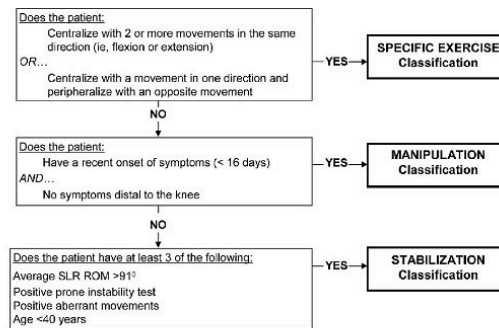 Does the patient:
Centralize with 2 or more movements in the same
direction (ie, flexion or extension)
OR…
Centralize with a movement in one direction and
peripheralize with an opposite movement
YES
SPECIFIC EXERCISE
Classification
NO
Does the patient:
Have a recent onset of symptoms (< 16 days)
AND…
No symptoms distal to the knee
YES
MANIPULATION
Classification
NO
Does the patient have at least 3 of the following:
Average SLR ROM >91⁰
Positive prone instability test
Positive aberrant movements
Age <40 years
YES
STABILIZATION
Classification